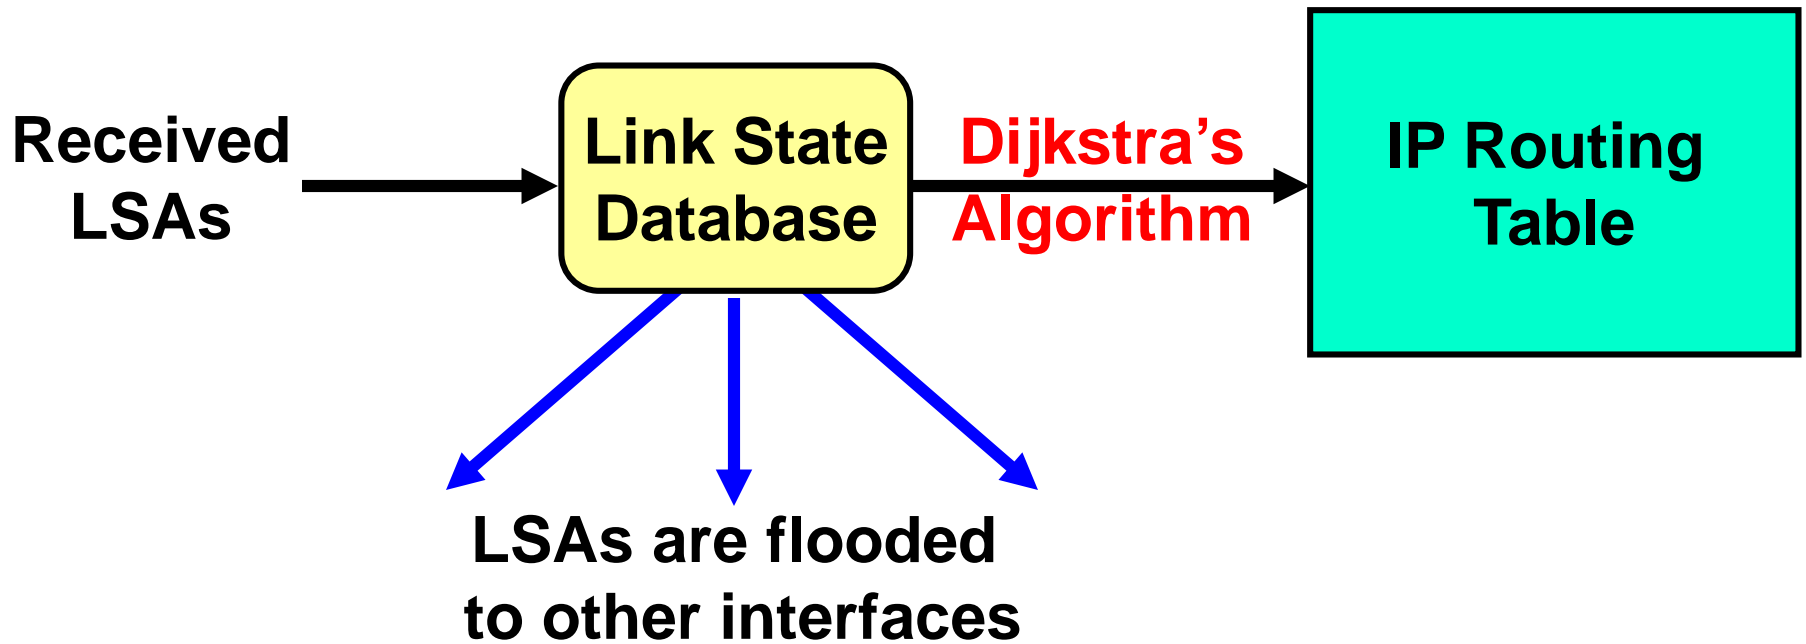 Received
LSAs
Link State
Database
Dijkstra’s
Algorithm
IP Routing
Table
LSAs are flooded
to other interfaces